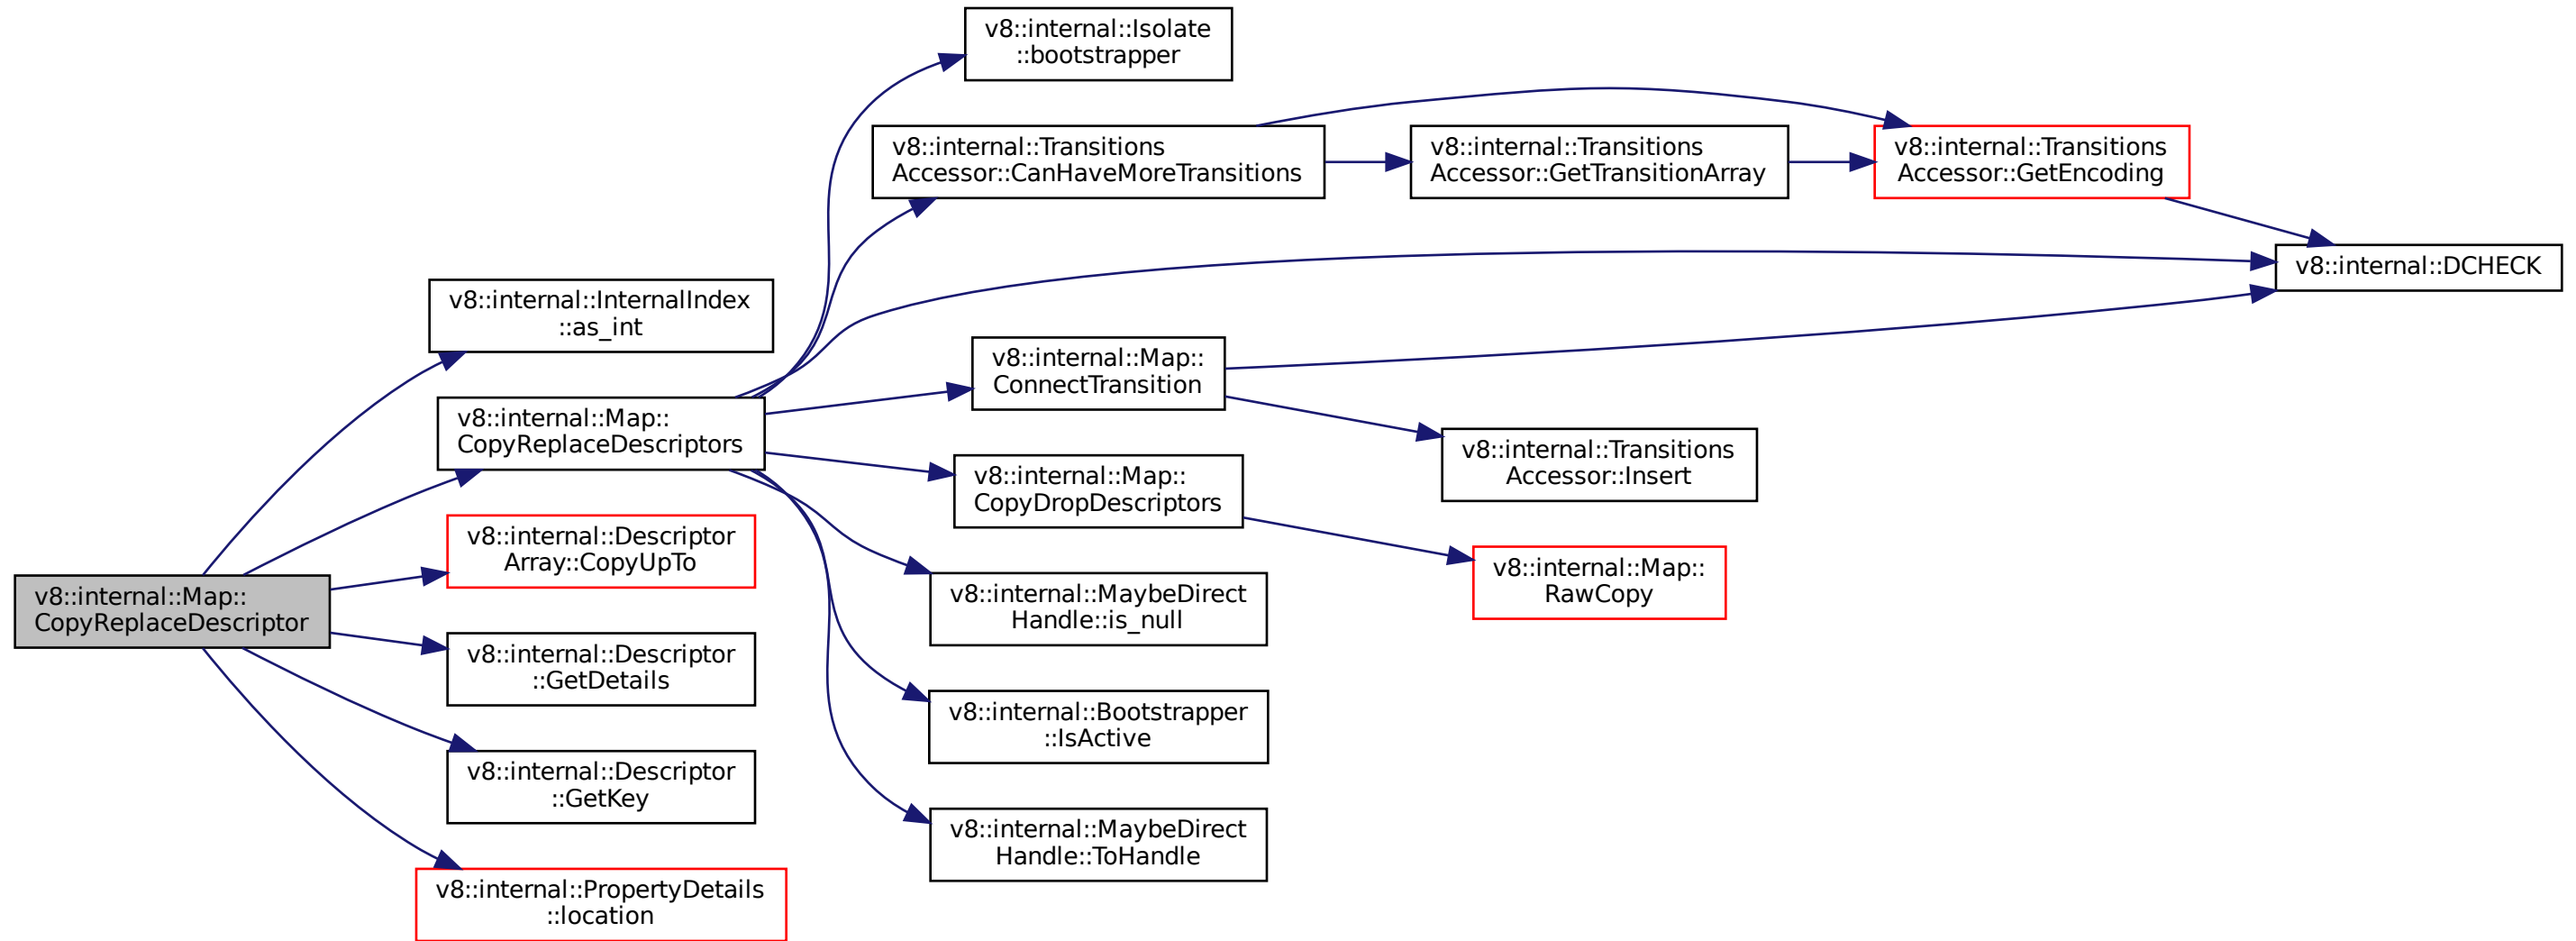 v8::internal::Isolate
::bootstrapper
v8::internal::Transitions
Accessor::CanHaveMoreTransitions
v8::internal::Transitions
Accessor::GetTransitionArray
v8::internal::Transitions
Accessor::GetEncoding
v8::internal::DCHECK
v8::internal::InternalIndex
::as_int
v8::internal::Map::
ConnectTransition
v8::internal::Map::
CopyReplaceDescriptors
v8::internal::Transitions
Accessor::Insert
v8::internal::Map::
CopyDropDescriptors
v8::internal::Descriptor
Array::CopyUpTo
v8::internal::Map::
RawCopy
v8::internal::Map::
CopyReplaceDescriptor
v8::internal::MaybeDirect
Handle::is_null
v8::internal::Descriptor
::GetDetails
v8::internal::Bootstrapper
::IsActive
v8::internal::Descriptor
::GetKey
v8::internal::MaybeDirect
Handle::ToHandle
v8::internal::PropertyDetails
::location